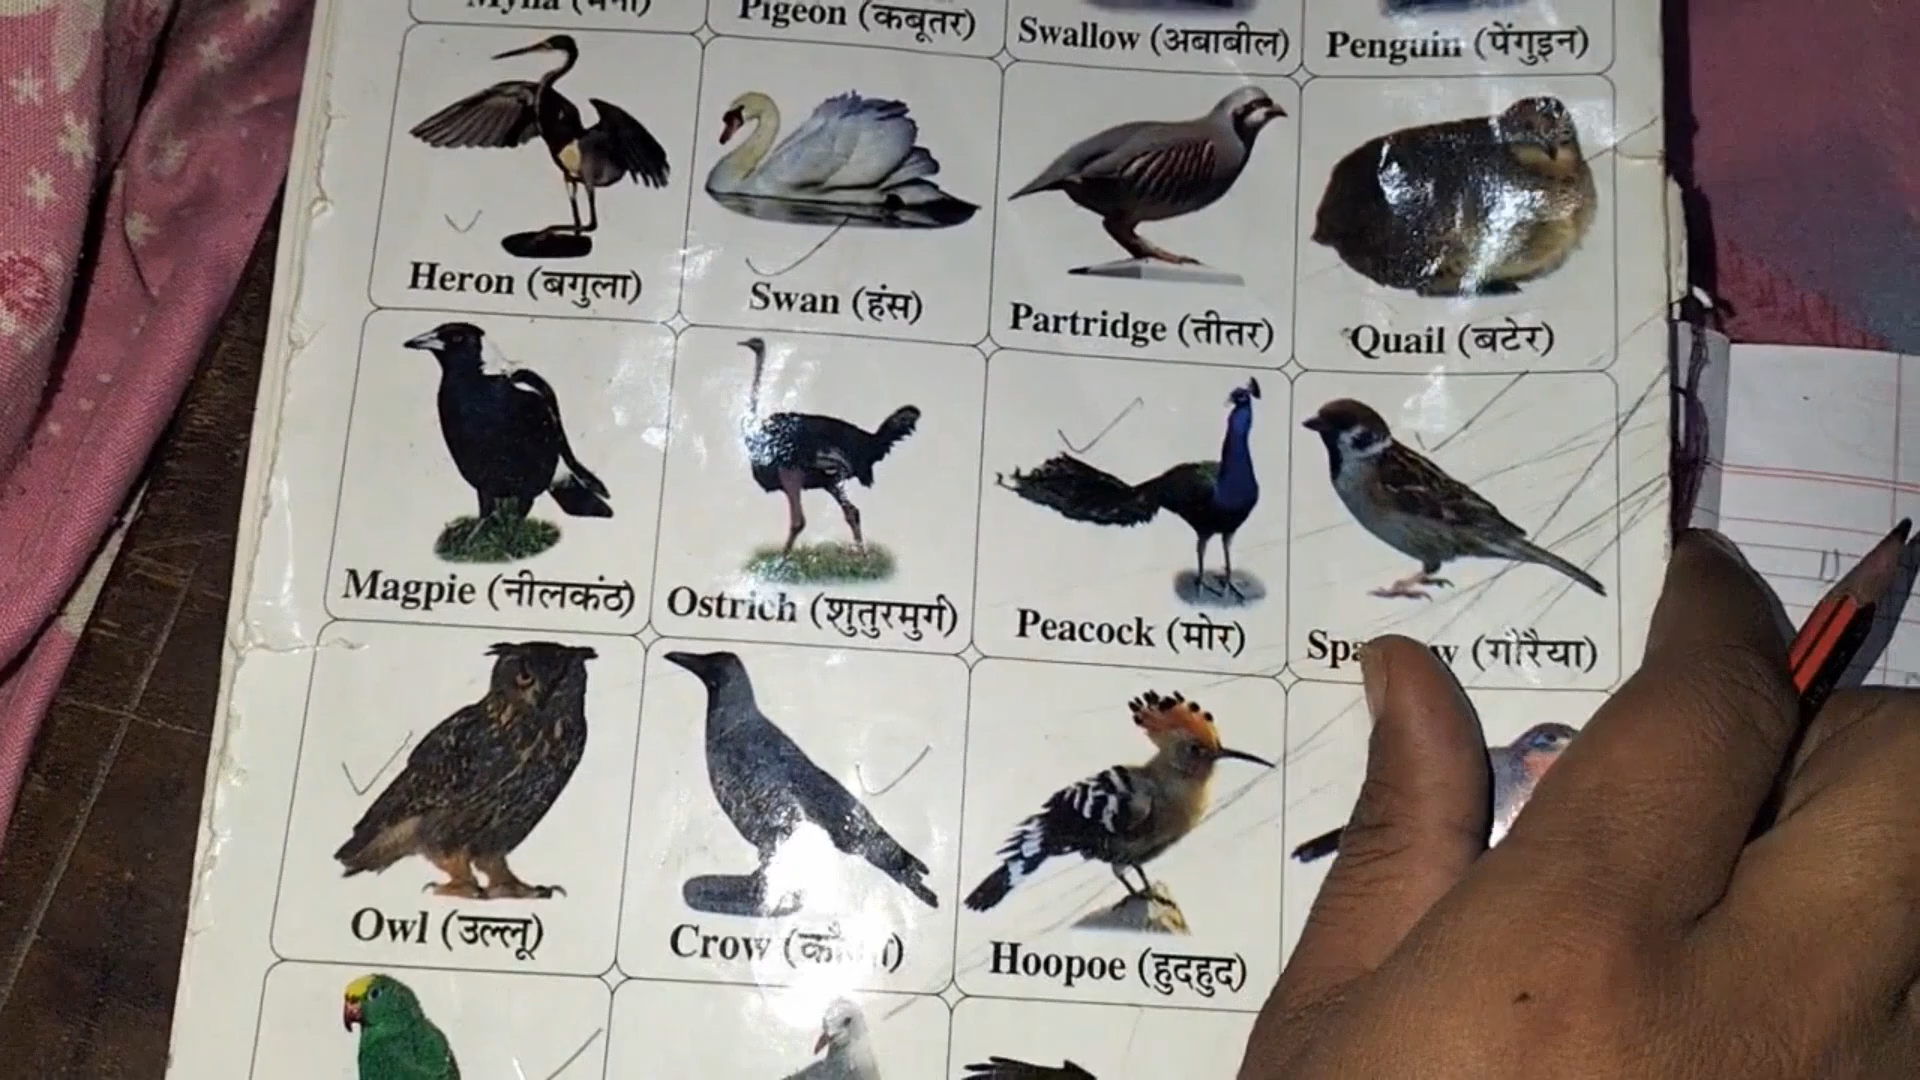 Pigeon (कबूतर)
Swallow (अबाबील)
Penguin (पेंगुइन)
Heron (बगुला)
Swan (हंस)
Partridge (तीतर)
Quail (बटेर)
Magpie (नीलकंठ)
Ostrich (शुतुरमुर्ग)
Peacock (मोर)
(गौरैया)
Owl (उल्लू)
Crow
Hoopoe (हुदहुद)